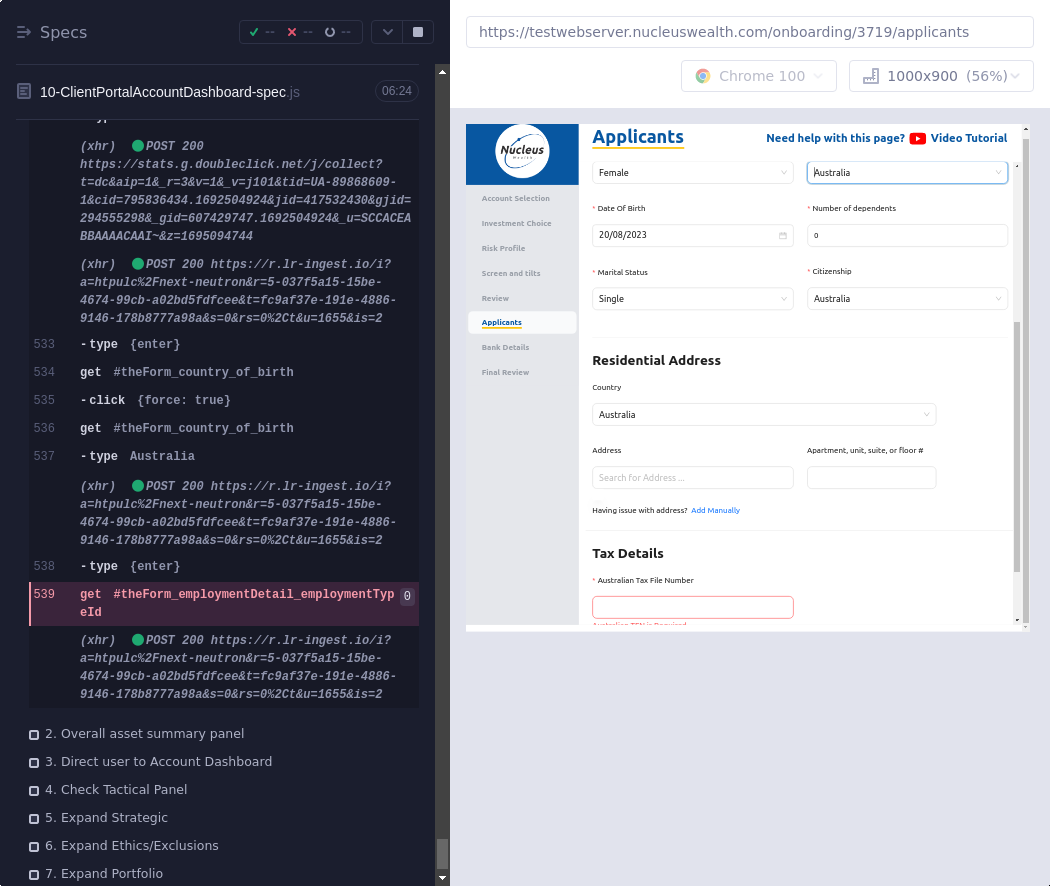 Specs
-- -- --
10-ClientPortalAccountDashboard-spec.js
06:24
(xhr) POST 200
https://stats.g.doubleclick.net/j/collect?
t=dc&aip=1&_r=3&v=1&_v=j101&tid=UA-89868609-
1&cid=795836434.1692504924&jid=417532430&gjid=
294555298&_gid=607429747.1692504924&_u=SCCACEA
BBAAAACAAI~&z=1695094744
(xhr) POST 200 https://r.lr-ingest.io/i?
a=htpulc%2Fnext-neutron&r=5-037f5a15-15be-
4674-99cb-a02bd5fdfcee&t=fc9af37e-191e-4886-
9146-178b8777a98a&s=0&rs=0%2Ct&u=1655&is=2
533 -type {enter}
534 get #theForm_country_of_birth
535 -click {force: true}
536 get #theForm_country_of_birth
537 -type Australia
(xhr) POST 200 https://r.lr-ingest.io/i?
a=htpulc%2Fnext-neutron&r=5-037f5a15-15be-
4674-99cb-a02bd5fdfcee&t=fc9af37e-191e-4886-
9146-178b8777a98a&s=0&rs=0%2Ct&u=1655&is=2
538 -type {enter}
539 get #theForm_employmentDetail_employmentTyp 0
eId
(xhr) POST 200 https://r.lr-ingest.io/i?
a=htpulc%2Fnext-neutron&r=5-037f5a15-15be-
4674-99cb-a02bd5fdfcee&t=fc9af37e-191e-4886-
9146-178b8777a98a&s=0&rs=0%2Ct&u=1655&is=2
2. Overall asset summary panel
3. Direct user to Account Dashboard
4. Check Tactical Panel
5. Expand Strategic
6. Expand Ethics/Exclusions
7. Expand Portfolio
https://testwebserver.nucleuswealth.com/onboarding/3719/applicants
Chrome 100
1000x900 (56%)
Nucleus
Wealth
Account Selection
Investment Choice
Risk Profile
Screen and tilts
Review
Applicants
Bank Details
Final Review
Applicants
Need help with this page? Video Tutorial
Female
Australia
* Date Of Birth
* Number of dependents
20/08/2023
0
* Marital Status
* Citizenship
Single
Australia
Residential Address
Country
Australia
Address
Apartment, unit, suite, or floor #
Search for Address ...
Having issue with address? Add Manually
Tax Details
* Australian Tax File Number
Australian TFN is Required